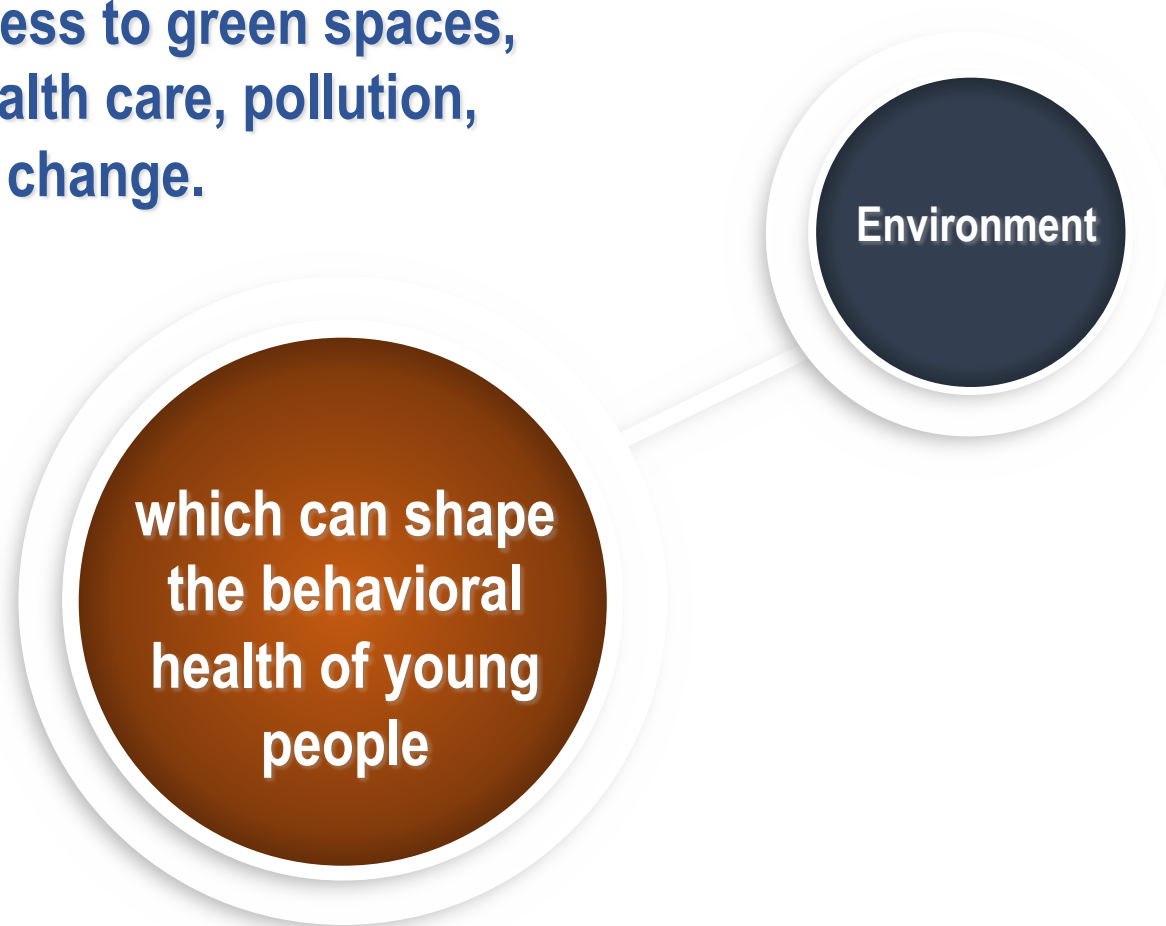 ess to green spaces,
alth care, pollution,
change.
Environment
which can shape
the behavioral
health of young
people